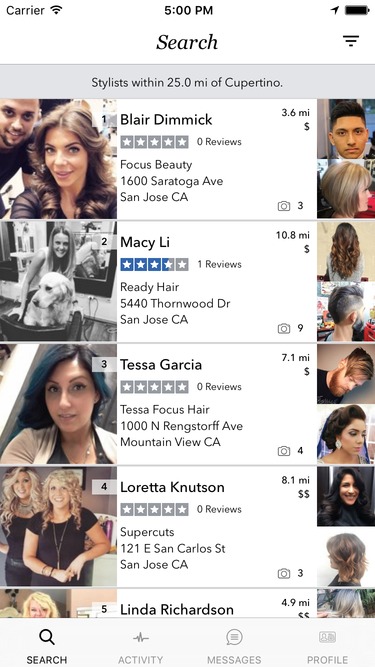 Carrier 5:00 PM
Search
Stylists within 25.0 mi of Cupertino.
1 Blair Dimmick 3.6 mi
$
0 Reviews
Focus Beauty
1600 Saratoga Ave
San Jose CA
3
2 Macy Li 10.8 mi
$
1 Reviews
Ready Hair
5440 Thornwood Dr
San Jose CA
9
3 Tessa Garcia 7.1 mi
$
0 Reviews
Tessa Focus Hair
1000 N Rengstorff Ave
Mountain View CA
4
4 Loretta Knutson 8.1 mi
$$
0 Reviews
Supercuts
121 E San Carlos St
San Jose CA
3
5 Linda Richardson 4.9 mi
$$
SEARCH ACTIVITY MESSAGES PROFILE